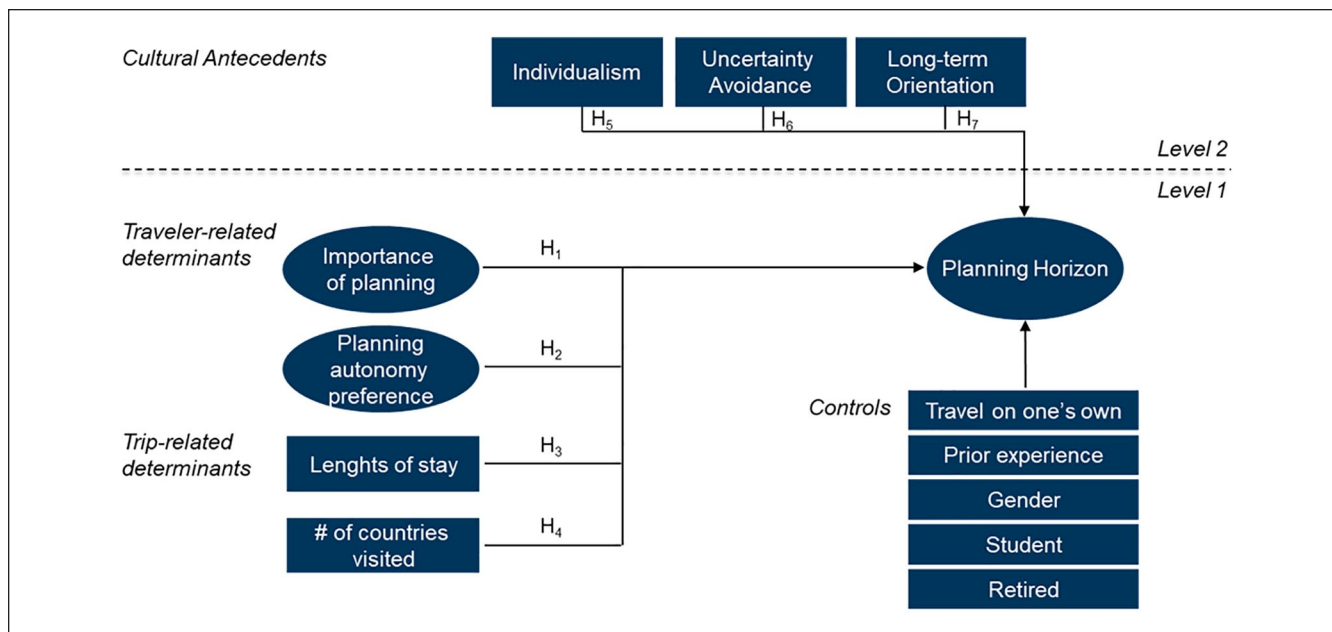 Cultural Antecedents
Individualism
Uncertainty
Avoidance
Long-term
Orientation
H5
H6
H7
Level 2
Level 1
Traveler-related
determinants
Importance
of planning
H1
Planning Horizon
Planning
autonomy
preference
H2
Trip-related
determinants
Lenghts of stay
H3
# of countries
visited
H4
Controls
Travel on one’s own
Prior experience
Gender
Student
Retired